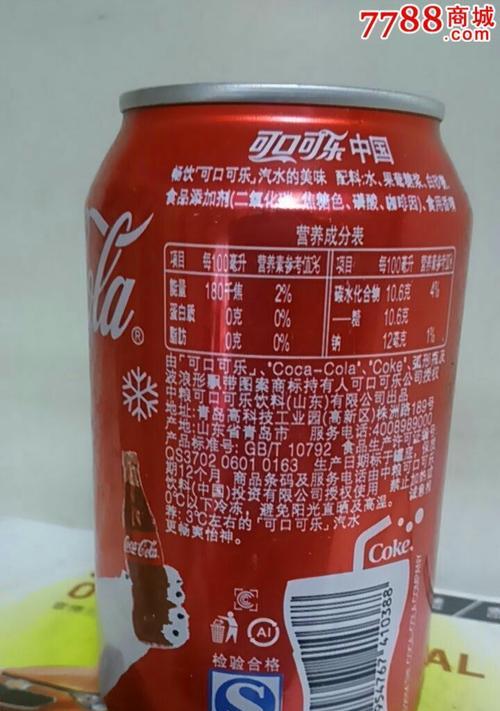 7788商城
.com
可口可乐 中国
畅饮"可口可乐"汽水的美味 配料:水、果葡糖浆、白砂糖、
食品添加剂(二氧化碳、焦糖色、磷酸、咖啡因)、食用香精
营养成分表
项目 每100毫升 营养素参考值% 项目 每100毫升 营养素参考值%
能量 180千焦 2% 碳水化合物 10.6克 4%
蛋白质 0克 0% —糖 10.6克
脂肪 0克 0% 钠 12毫克 1%
由"可口可乐"、"Coca-Cola"、"Coke"、弧形瓶及
波浪形飘带图案商标持有人可口可乐公司授权
中粮可口可乐饮料(山东)有限公司出品
地址:青岛高科技工业园(高新区)株洲路169号
产地:山东省青岛市 服务电话:4008989000
产品标准号:GB/T 10792 食品生产许可证编号:
QS3702 0601 0163 生产日期标于罐底,保质
期12个月 商品条码及服务电话由中粮可口可乐
饮料(中国)投资有限公司授权使用 禁止加热或
0℃以下冷冻,避免阳光直晒及高温。
冷藏后,3℃左右的"可口可乐"汽水
更畅爽怡神。
la®
Coca-Cola
Coke
Al
检验合格
954767 410388
COCA-COLA COMPANY
AL